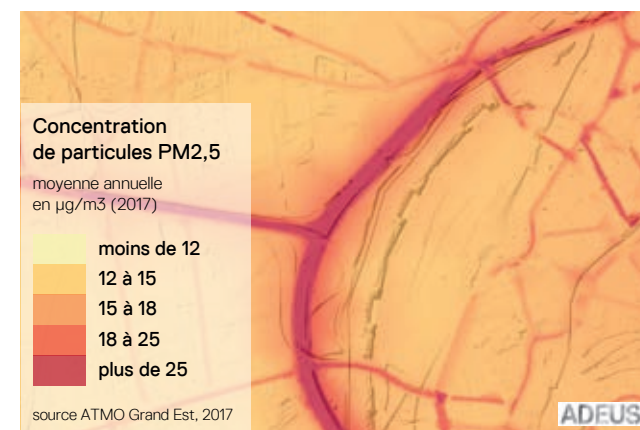 Concentration
de particules PM2,5
moyenne annuelle
en µg/m3 (2017)
moins de 12
12 à 15
15 à 18
18 à 25
plus de 25
source ATMO Grand Est, 2017
ADEUS